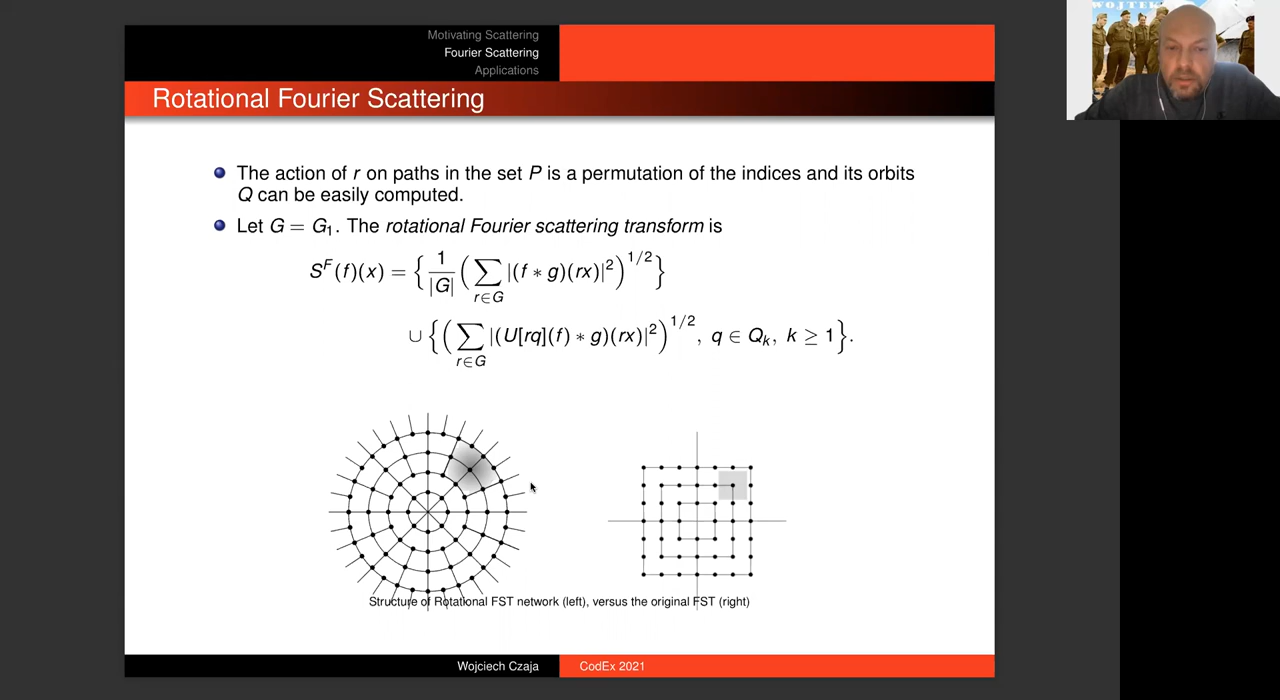 WOJTEK
Motivating Scattering
Fourier Scattering
Applications
Rotational Fourier Scattering
The action of r on paths in the set P is a permutation of the indices and its orbits
Q can be easily computed.
Let G = G₁. The rotational Fourier scattering transform is
S^F(f)(x) = { 1/|G| ( ∑_{r∈G} |(f ∗ g)(rx)|² )^{1/2} }
∪ { ( ∑_{r∈G} |(U[rq](f) ∗ g)(rx)|² )^{1/2}, q ∈ Q_k, k ≥ 1 }.
Structure of Rotational FST network (left), versus the original FST (right)
Wojciech Czaja CodEx 2021